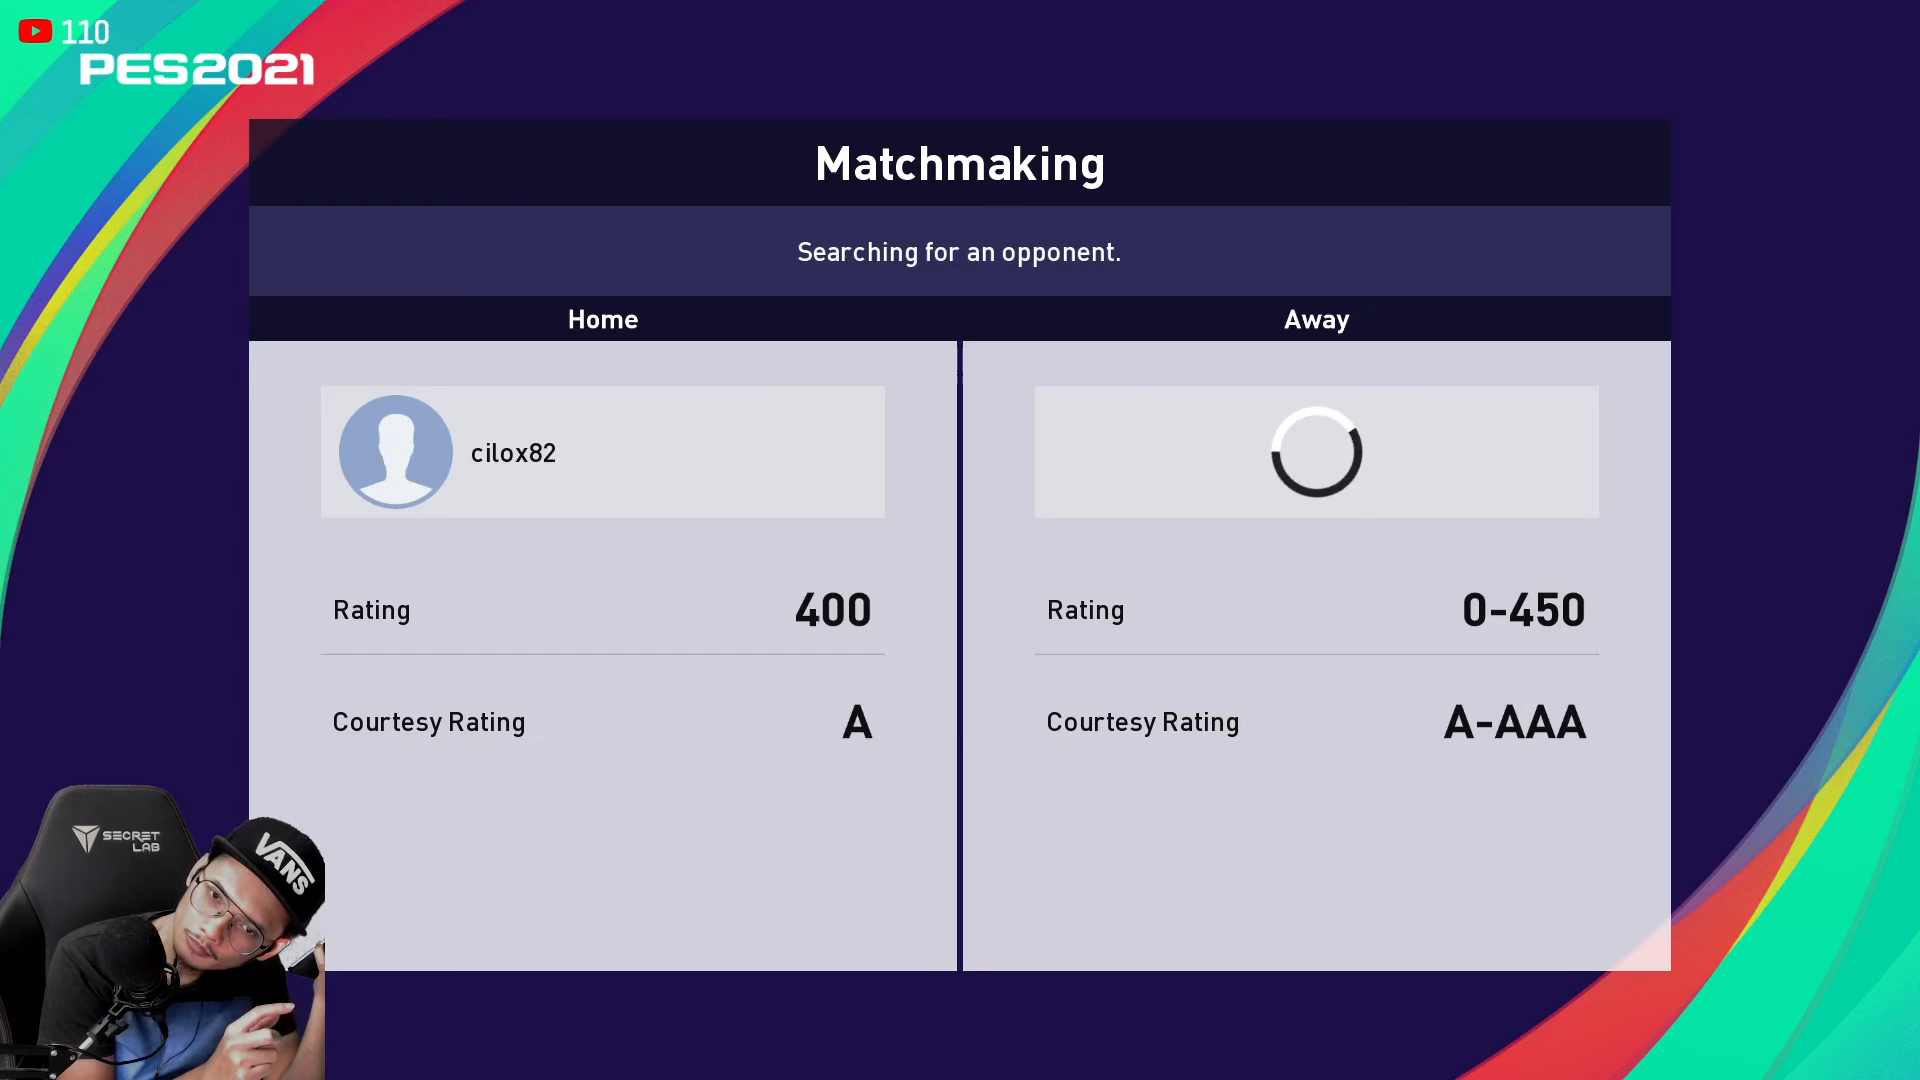 110
PES2021
Matchmaking
Searching for an opponent.
Home
Away
cilox82
Rating
400
Rating
0-450
Courtesy Rating
A
Courtesy Rating
A-AAA
SECRET
LAB
VANS